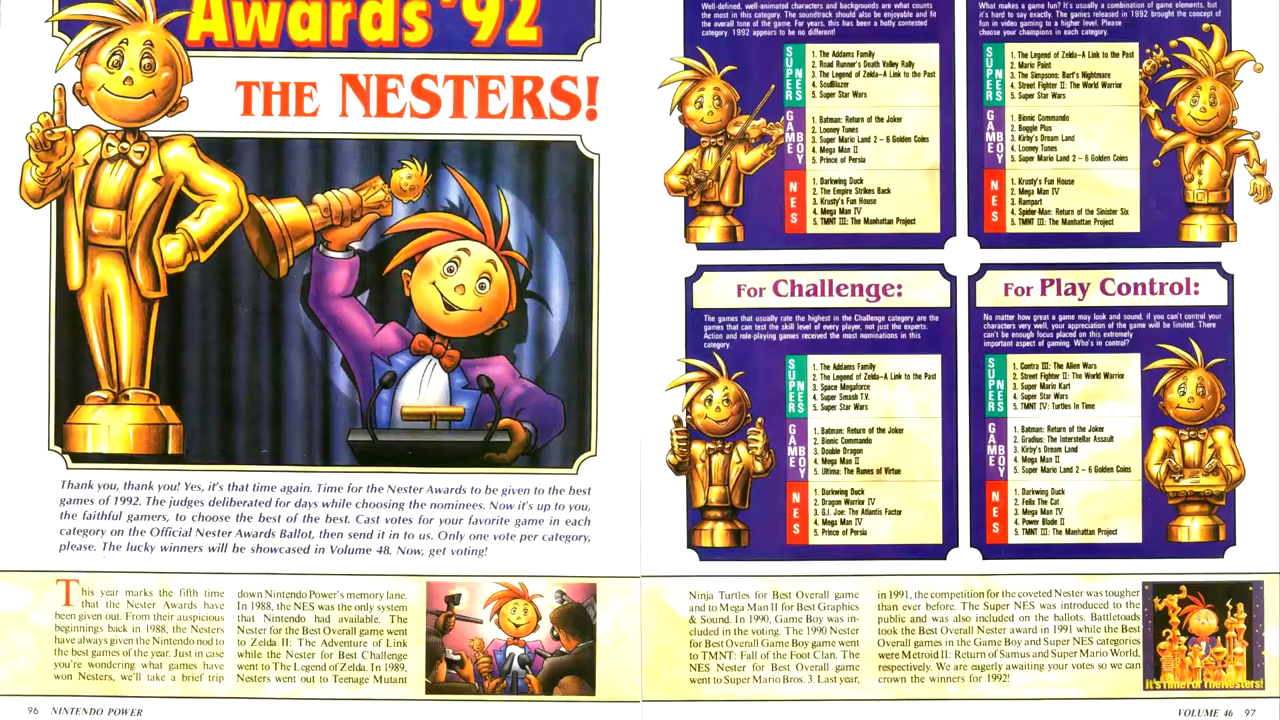 Awards '92
THE NESTERS!
Thank you, thank you! Yes, it's that time again. Time for the Nester Awards to be given to the best
games of 1992. The judges deliberated for days while choosing the nominees. Now it's up to you,
the faithful gamers, to choose the best of the best. Cast votes for your favorite game in each
category on the Official Nester Awards Ballot, then send it in to us. Only one vote per category,
please. The lucky winners will be showcased in Volume 48. Now, get voting!
This year marks the fifth time
that the Nester Awards have
been given out. From their auspicious
beginnings back in 1988, the Nesters
have always given the Nintendo nod to
the best games of the year. Just in case
you're wondering what games have
won Nesters, we'll take a brief trip
down Nintendo Power's memory lane.
In 1988, the NES was the only system
that Nintendo had available. The
Nester for the Best Overall game went
to Zelda II: The Adventure of Link
while the Nester for Best Challenge
went to The Legend of Zelda. In 1989,
Nesters went out to Teenage Mutant
96 NINTENDO POWER
Well-defined, well-animated characters and backgrounds are what counts
the most in this category. The soundtrack should also be enjoyable and fit
the overall tone of the game. For years, this has been a hotly contested
category. 1992 appears to be no different!
SUPER NES
1. The Addams Family
2. Road Runner's Death Valley Rally
3. The Legend of Zelda–A Link to the Past
4. SoulBlazer
5. Super Star Wars
GAME BOY
1. Batman: Return of the Joker
2. Looney Tunes
3. Super Mario Land 2 – 6 Golden Coins
4. Mega Man II
5. Prince of Persia
NES
1. Darkwing Duck
2. The Empire Strikes Back
3. Krusty's Fun House
4. Mega Man IV
5. TMNT III: The Manhattan Project
What makes a game fun? It's usually a combination of game elements, but
it's hard to say exactly. The games released in 1992 brought the concept of
fun in video gaming to a higher level. Please
choose your champions in each category.
SUPER NES
1. The Legend of Zelda–A Link to the Past
2. Mario Paint
3. The Simpsons: Bart's Nightmare
4. Street Fighter II: The World Warrior
5. Super Star Wars
GAME BOY
1. Bionic Commando
2. Boggle Plus
3. Kirby's Dream Land
4. Looney Tunes
5. Super Mario Land 2 – 6 Golden Coins
NES
1. Krusty's Fun House
2. Mega Man IV
3. Rampart
4. Spider-Man: Return of the Sinister Six
5. TMNT III: The Manhattan Project
For Challenge:
The games that usually rate the highest in the Challenge category are the
games that can test the skill level of every player, not just the experts.
Action and role-playing games received the most nominations in this
category.
SUPER NES
1. The Addams Family
2. The Legend of Zelda–A Link to the Past
3. Space Megaforce
4. Super Smash T.V.
5. Super Star Wars
GAME BOY
1. Batman: Return of the Joker
2. Bionic Commando
3. Double Dragon
4. Mega Man II
5. Ultima: The Runes of Virtue
NES
1. Darkwing Duck
2. Dragon Warrior IV
3. G.I. Joe: The Atlantis Factor
4. Mega Man IV
5. Prince of Persia
For Play Control:
No matter how great a game may look and sound, if you can't control your
characters very well, your appreciation of the game will be limited. There
can't be enough focus placed on this extremely
important aspect of gaming. Who's in control?
SUPER NES
1. Contra III: The Alien Wars
2. Street Fighter II: The World Warrior
3. Super Mario Kart
4. Super Star Wars
5. TMNT IV: Turtles In Time
GAME BOY
1. Batman: Return of the Joker
2. Gradius: The Interstellar Assault
3. Kirby's Dream Land
4. Mega Man II
5. Super Mario Land 2 – 6 Golden Coins
NES
1. Darkwing Duck
2. Felix The Cat
3. Mega Man IV
4. Power Blade II
5. TMNT III: The Manhattan Project
Ninja Turtles for Best Overall game
and to Mega Man II for Best Graphics
& Sound. In 1990, Game Boy was in-
cluded in the voting. The 1990 Nester
for Best Overall Game Boy game went
to TMNT: Fall of the Foot Clan. The
NES Nester for Best Overall game
went to Super Mario Bros. 3. Last year,
in 1991, the competition for the coveted Nester was tougher
than ever before. The Super NES was introduced to the
public and was also included on the ballots. Battletoads
took the Best Overall Nester award in 1991 while the Best
Overall games in the Game Boy and Super NES categories
were Metroid II: Return of Samus and Super Mario World,
respectively. We are eagerly awaiting your votes so we can
crown the winners for 1992!
It's Time For The Nesters!
VOLUME 46 97